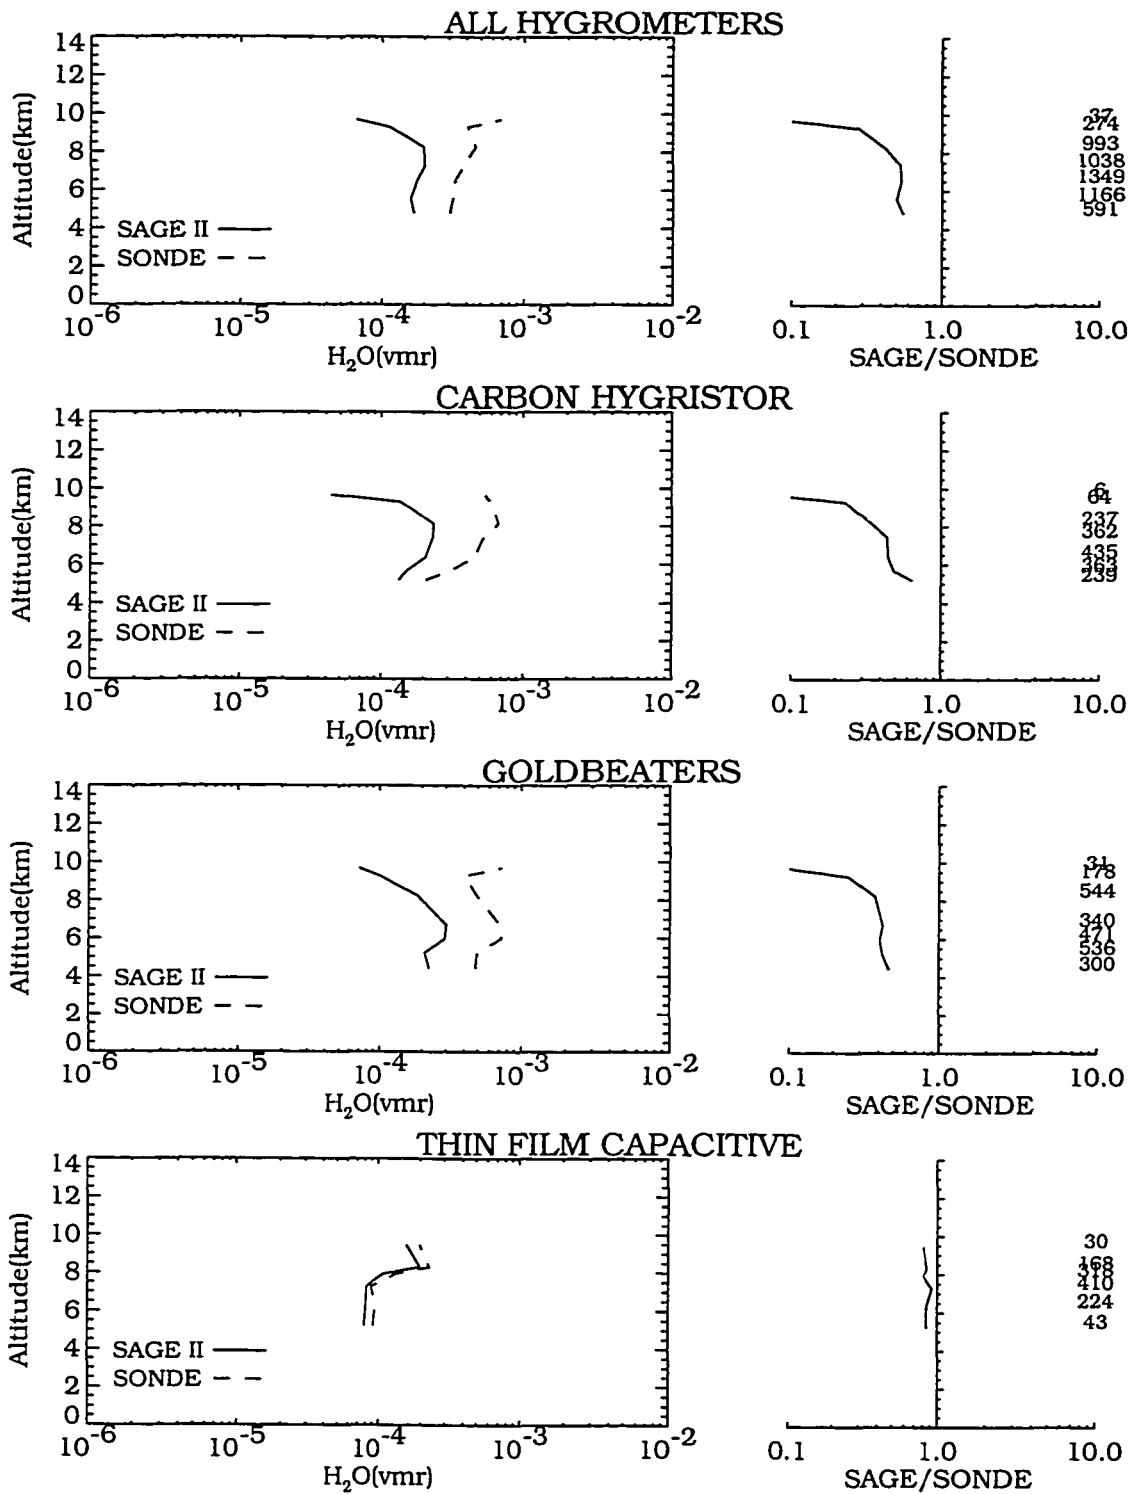 ALL HYGROMETERS
14
12
10
8
6
4
2
0
Altitude(km)
SAGE II
SONDE
10-6 10-5 10-4 10-3 10-2
H2O(vmr)
37
274
993
1038
1349
1166
591
0.1 1.0 10.0
SAGE/SONDE
CARBON HYGRISTOR
14
12
10
8
6
4
2
0
Altitude(km)
SAGE II
SONDE
10-6 10-5 10-4 10-3 10-2
H2O(vmr)
6
64
237
362
435
363
239
0.1 1.0 10.0
SAGE/SONDE
GOLDBEATERS
14
12
10
8
6
4
2
0
Altitude(km)
SAGE II
SONDE
10-6 10-5 10-4 10-3 10-2
H2O(vmr)
31
178
544
340
471
536
300
0.1 1.0 10.0
SAGE/SONDE
THIN FILM CAPACITIVE
14
12
10
8
6
4
2
0
Altitude(km)
SAGE II
SONDE
10-6 10-5 10-4 10-3 10-2
H2O(vmr)
30
168
318
410
224
43
0.1 1.0 10.0
SAGE/SONDE